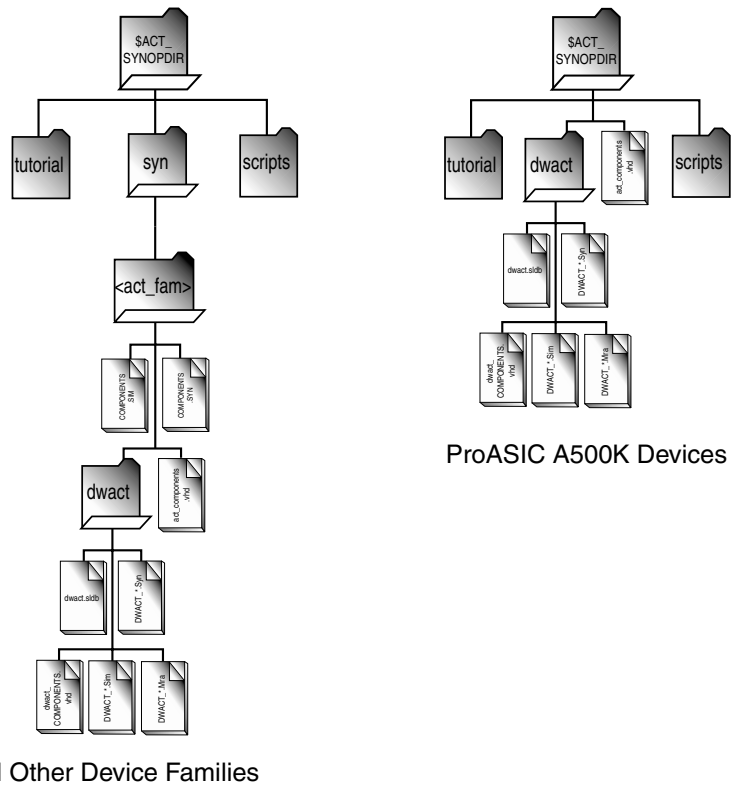 $ACT_
SYNOPDIR
tutorial
syn
scripts
<act_fam>
COMPONENTS
.SIM
COMPONENTS
.SYN
dwact
act_components
.vhd
dwact.sldb
DWACT_*.Syn
dwact_
COMPONENTS.
vhd
DWACT_*.Sim
DWACT_*.Mra
Other Device Families
$ACT_
SYNOPDIR
tutorial
dwact
act_components
.vhd
scripts
dwact.sldb
DWACT_*.Syn
dwact_
COMPONENTS.
vhd
DWACT_*.Sim
DWACT_*.Mra
ProASIC A500K Devices